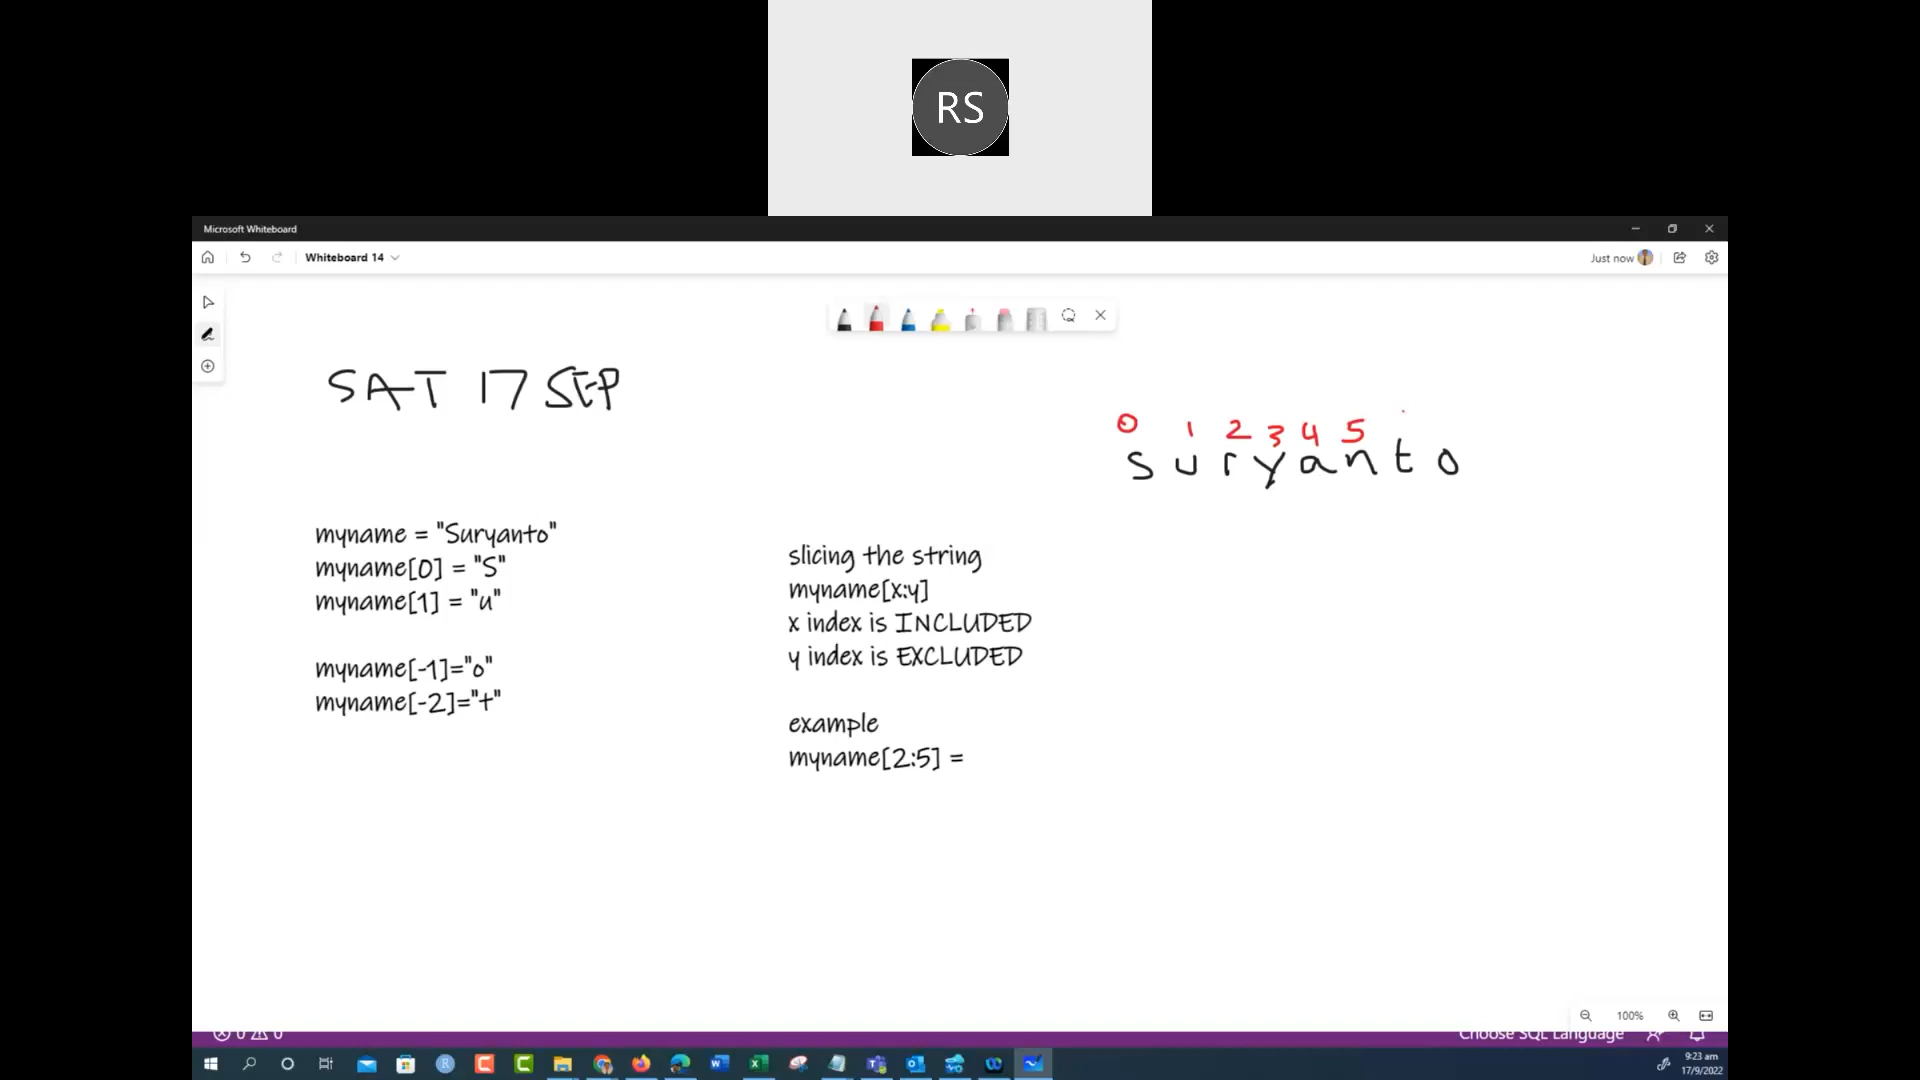 RS
Microsoft Whiteboard
Whiteboard 14
Just now
SAT 17 SEP
0 1 2 3 4 5
s u r y a n t o
myname = "Suryanto"
myname[0] = "S"
myname[1] = "u"
myname[-1]="o"
myname[-2]="t"
slicing the string
myname[x:y]
x index is INCLUDED
y index is EXCLUDED
example
myname[2:5] =
100%
0 0
Choose SQL Language
9:23 am
17/9/2022